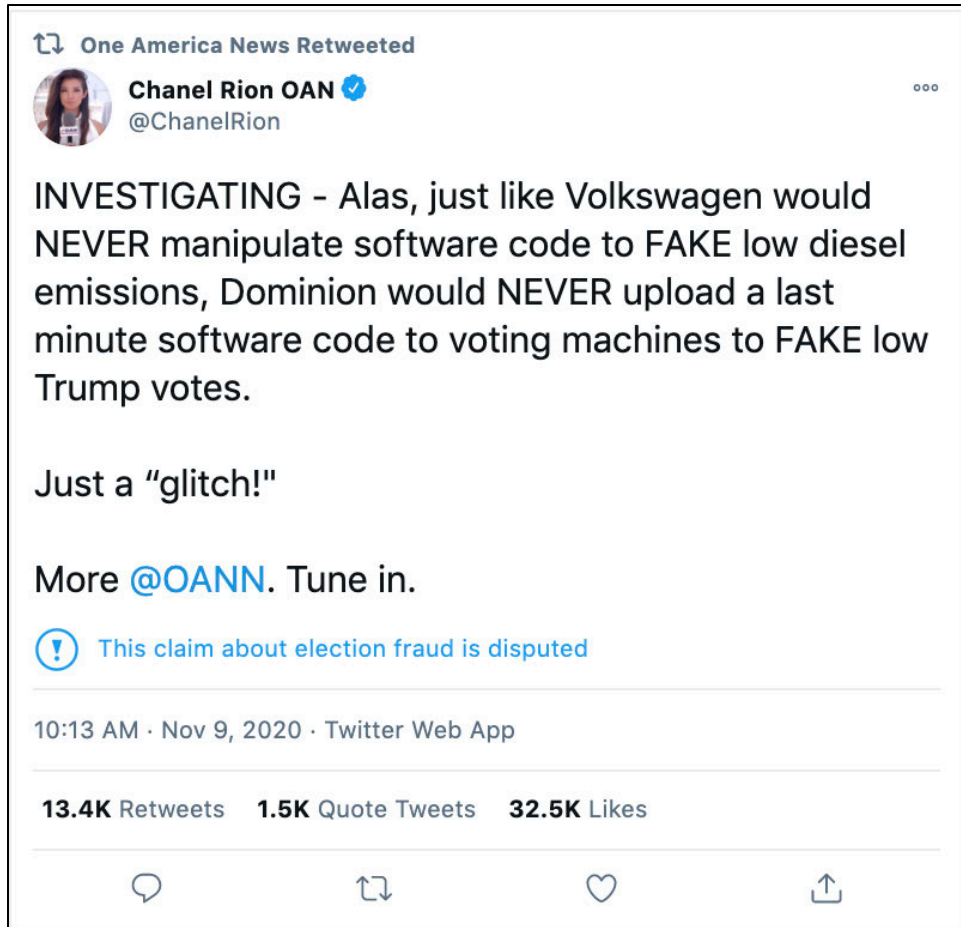 One America News Retweeted
Chanel Rion OAN
@ChanelRion
INVESTIGATING - Alas, just like Volkswagen would
NEVER manipulate software code to FAKE low diesel
emissions, Dominion would NEVER upload a last
minute software code to voting machines to FAKE low
Trump votes.
Just a “glitch!"
More @OANN. Tune in.
This claim about election fraud is disputed
10:13 AM · Nov 9, 2020 · Twitter Web App
13.4K Retweets 1.5K Quote Tweets 32.5K Likes